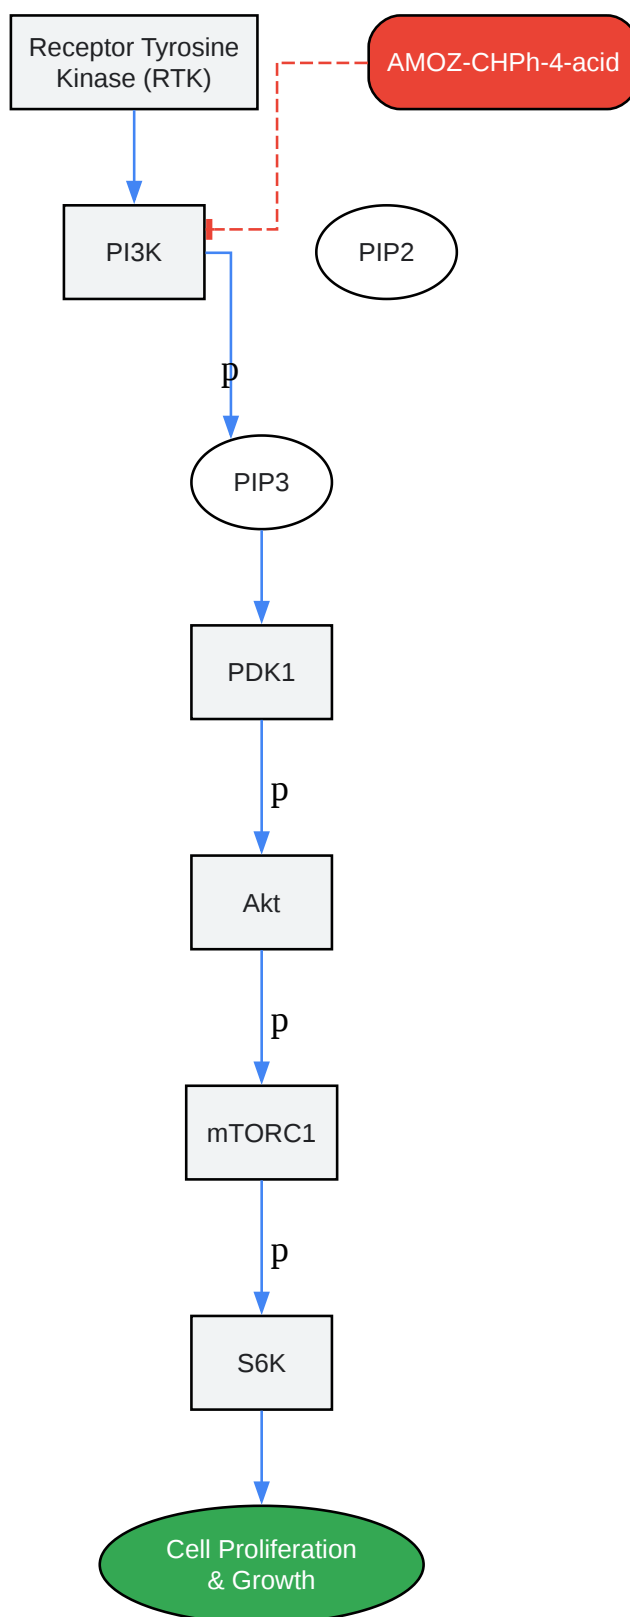 Receptor Tyrosine
Kinase (RTK)
AMOZ-CHPh-4-acid
PI3K
PIP2
p
PIP3
PDK1
p
Akt
p
mTORC1
p
S6K
Cell Proliferation
& Growth